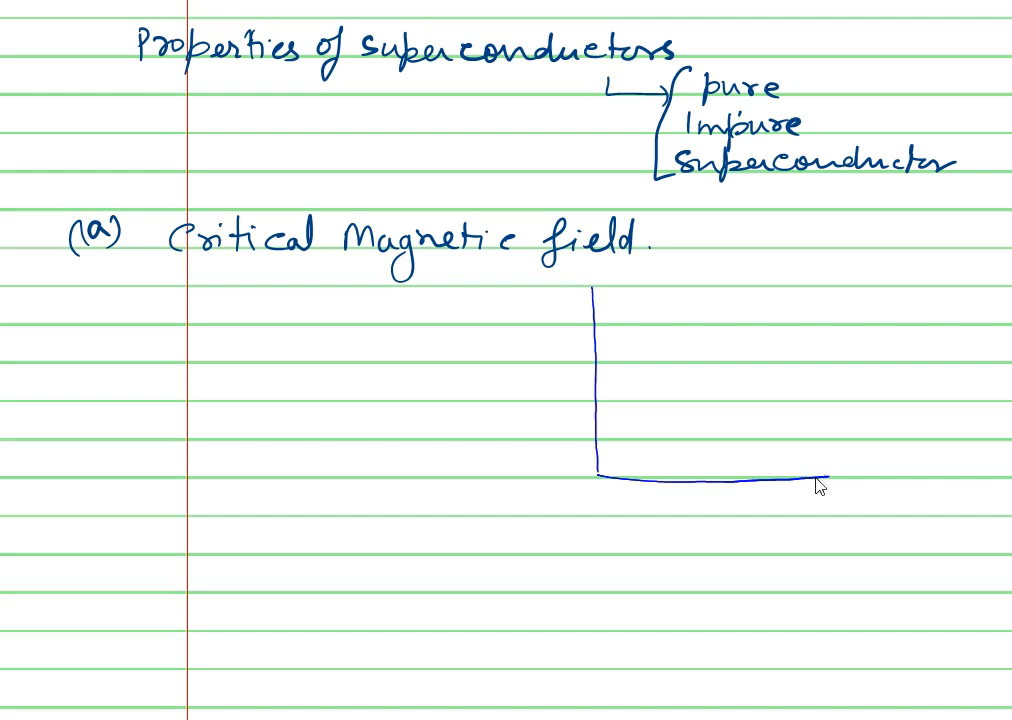 Properties of superconductors
pure
Impure
superconductor
(1a) Critical Magnetic field.